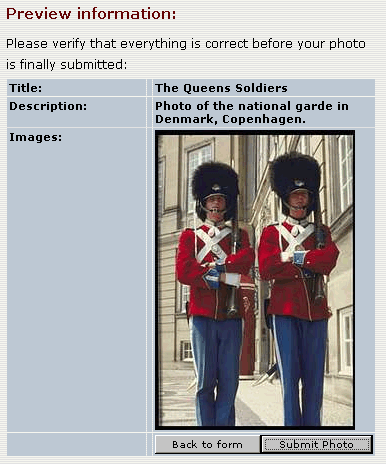 Preview information:
Please verify that everything is correct before your photo
is finally submitted:
Title: The Queens Soldiers
Description: Photo of the national garde in
Denmark, Copenhagen.
Images:
Back to form Submit Photo